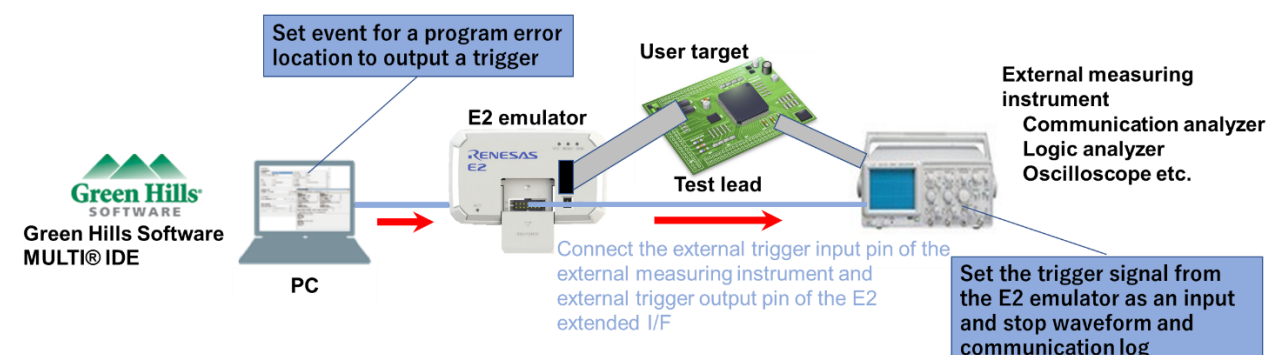 Set event for a program error
location to output a trigger
User target
External measuring
instrument
Communication analyzer
Logic analyzer
Oscilloscope etc.
E2 emulator
RENESAS
E2
Green Hills®
SOFTWARE
Green Hills Software
MULTI® IDE
PC
Test lead
Connect the external trigger input pin of the
external measuring instrument and
external trigger output pin of the E2
extended I/F
Set the trigger signal from
the E2 emulator as an input
and stop waveform and
communication log